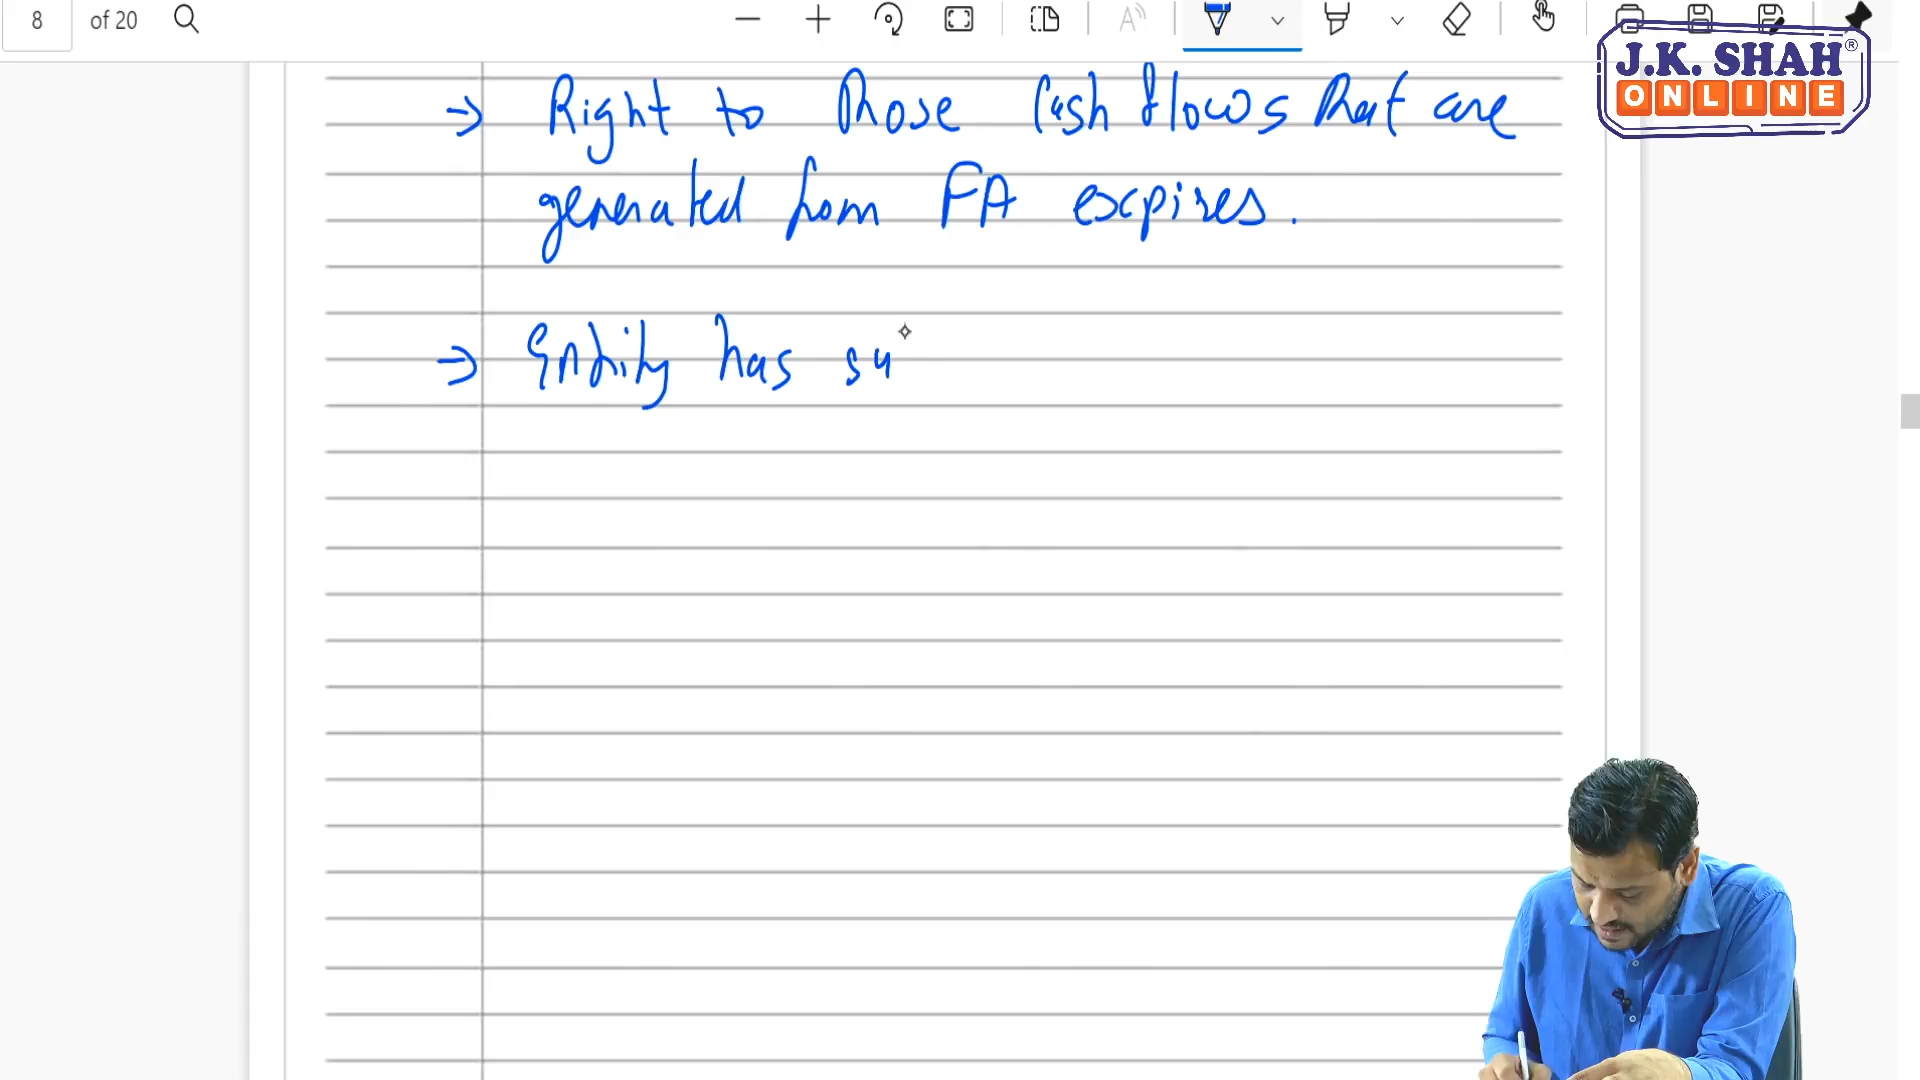 8 of 20
J.K. SHAH ®
ONLINE
→ Right to those Cash flows that are
generated from FA expires.
→ Entity has su